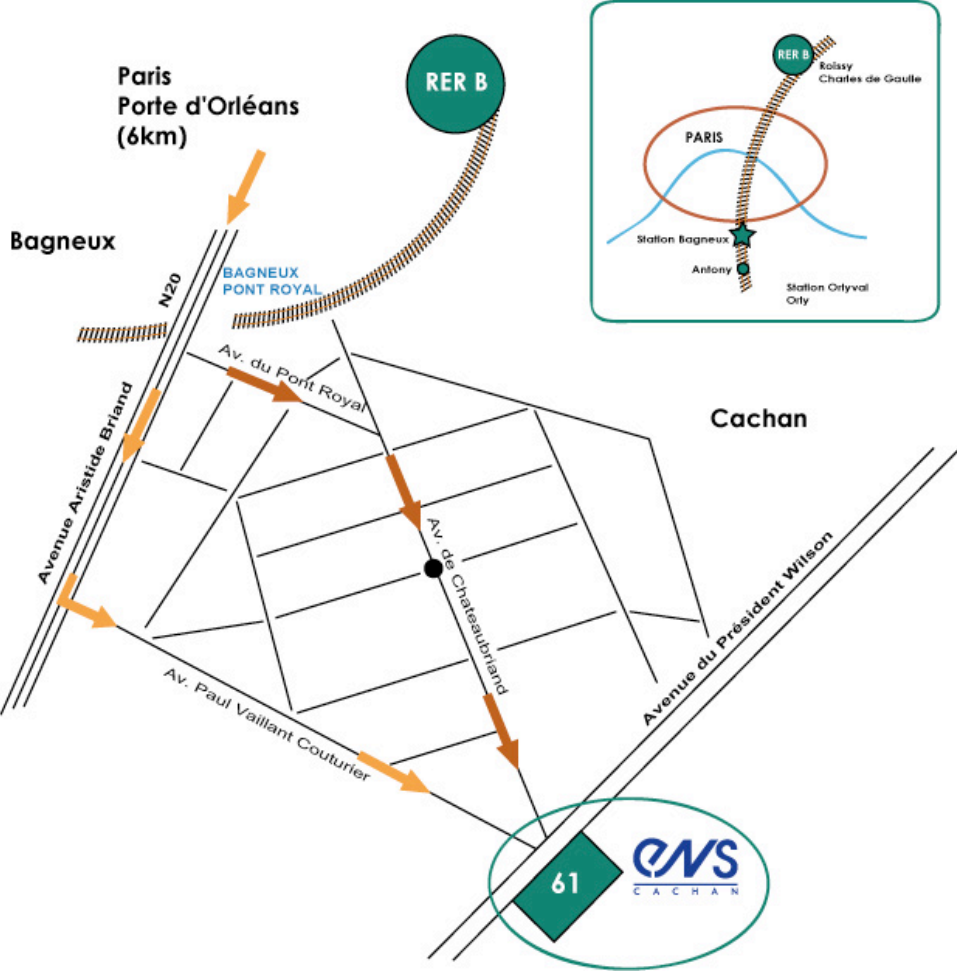 Paris
Porte d'Orléans
(6km)
RER B
Bagneux
N20
BAGNEUX
PONT ROYAL
Av. du Pont Royal
Avenue Aristide Briand
Cachan
Av. de Chateaubriand
Avenue du Président Wilson
Av. Paul Vaillant Couturier
61
ENS
CACHAN
RER B
Roissy
Charles de Gaulle
PARIS
Station Bagneux
Antony
Station Orlyval
Orly